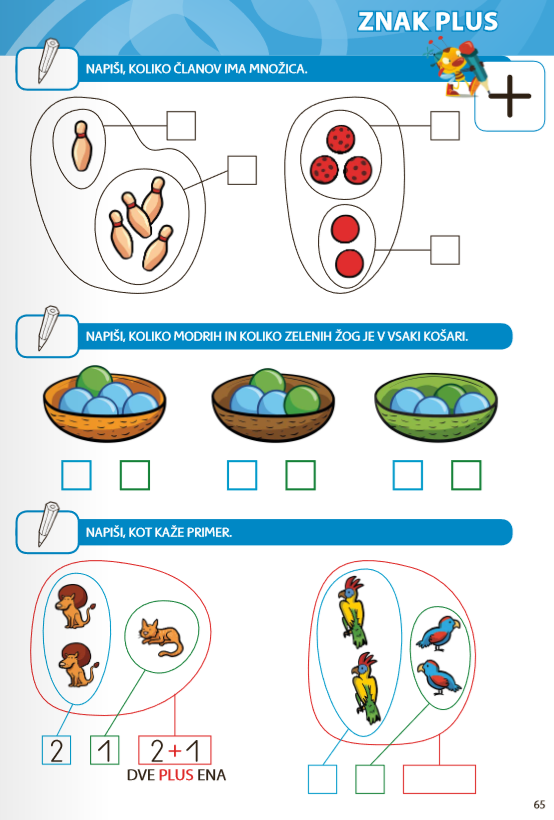 ZNAK PLUS
NAPIŠI, KOLIKO ČLANOV IMA MNOŽICA.
+
NAPIŠI, KOLIKO MODRIH IN KOLIKO ZELENIH ŽOG JE V VSAKI KOŠARI.
NAPIŠI, KOT KAŽE PRIMER.
2 1 2+1
DVE PLUS ENA
65